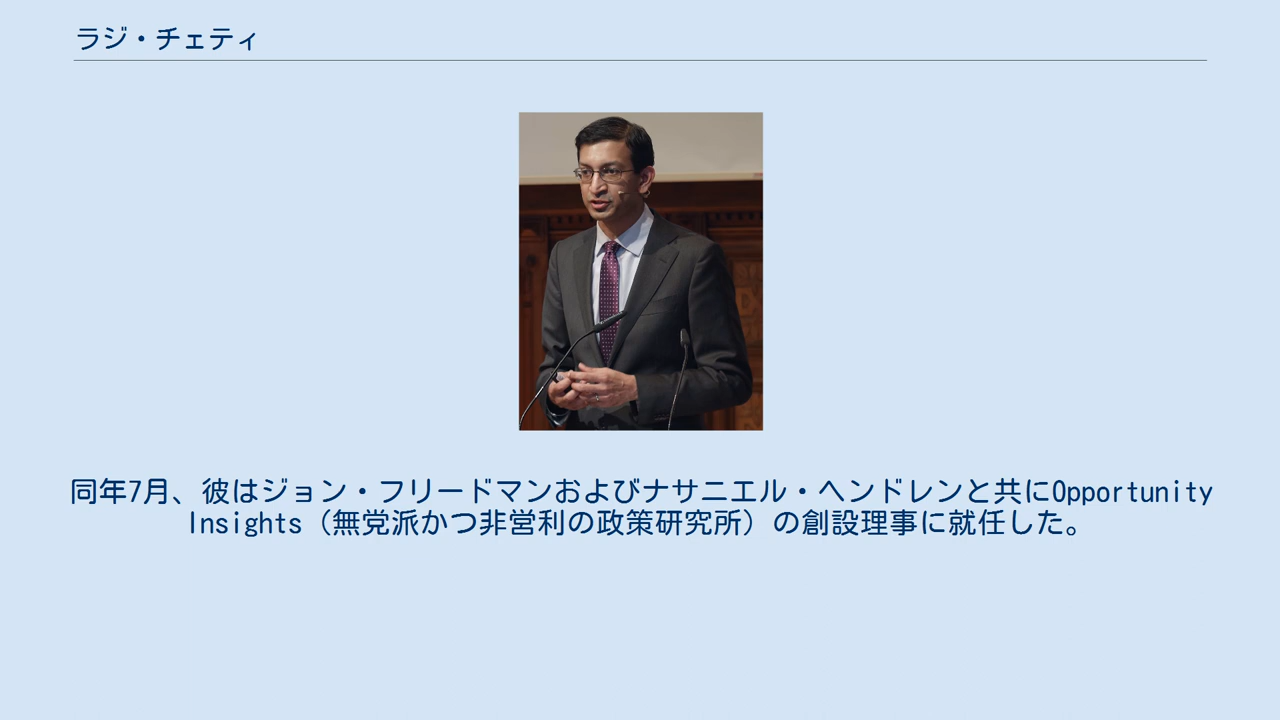 ラジ・チェティ
同年7月、彼はジョン・フリードマンおよびナサニエル・ヘンドレンと共にOpportunity
Insights（無党派かつ非営利の政策研究所）の創設理事に就任した。